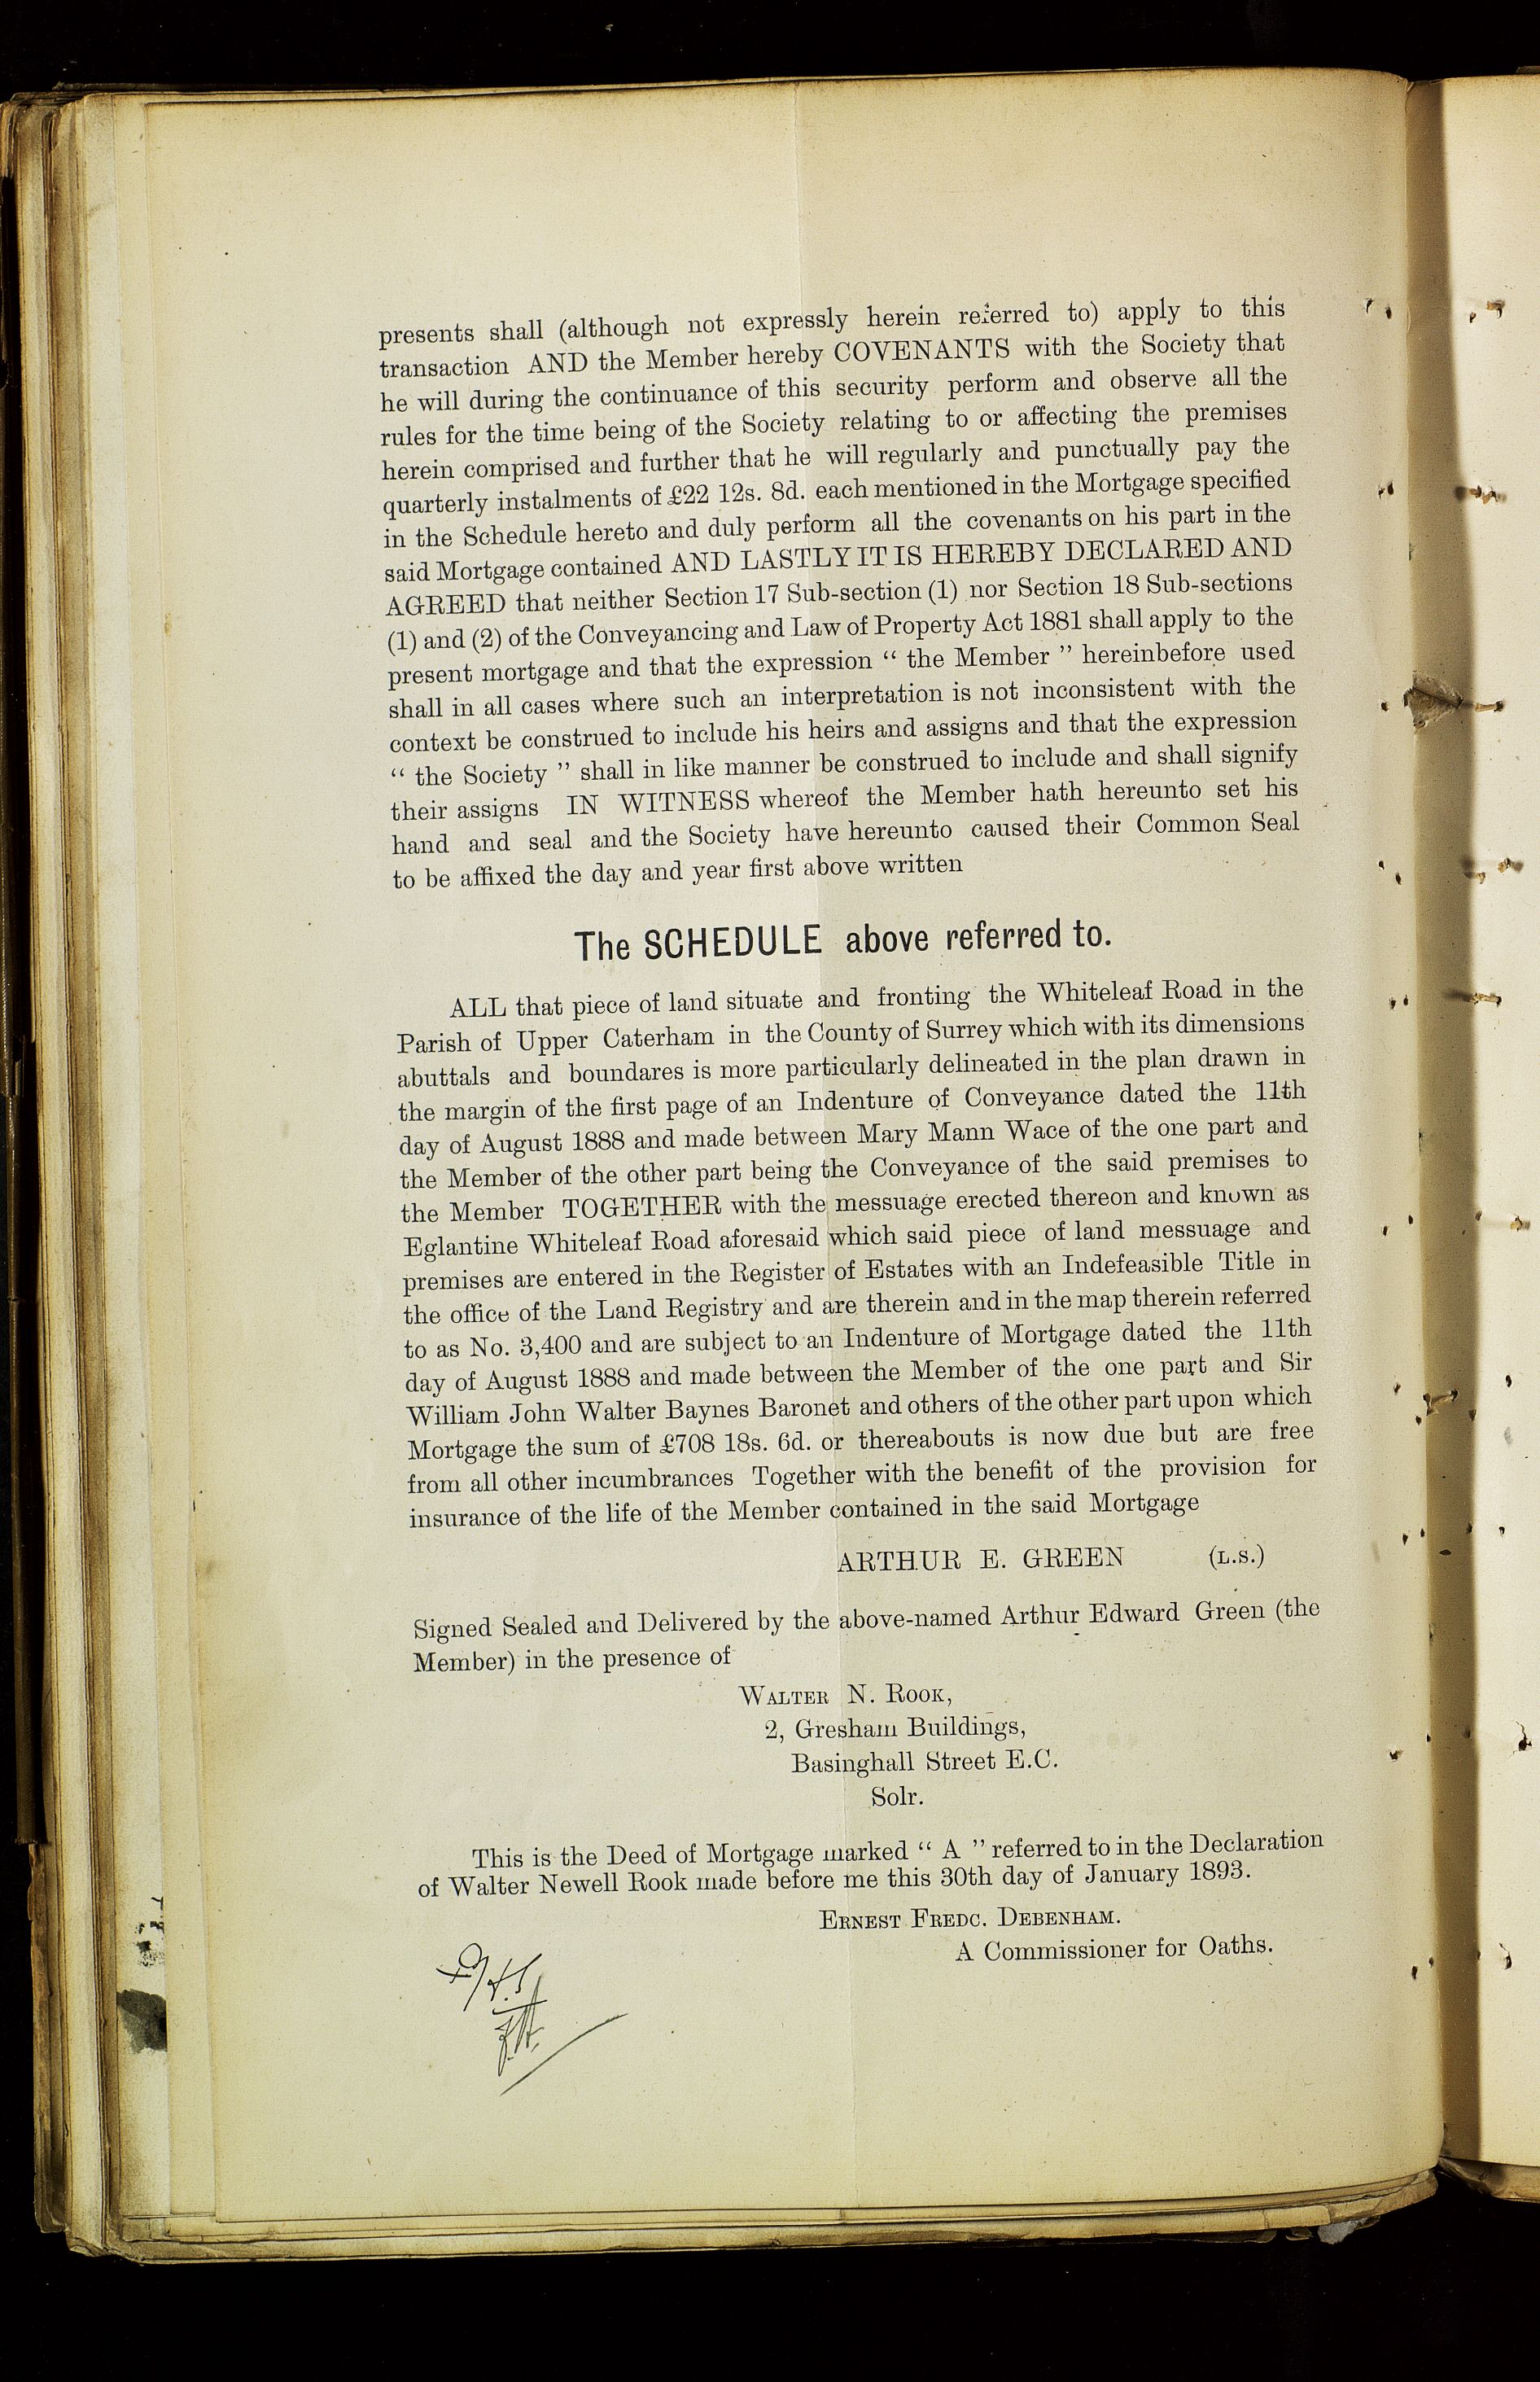 presents shall (although not expressly herein referred to) apply to this
transaction AND the Member hereby COVENANTS with the Society that
he will during the continuance of this security perform and observe all the
rules for the time being of the Society relating to or affecting the premises
herein comprised and further that he will regularly and punctually pay the
quarterly instalments of £22 12s. 8d. each mentioned in the Mortgage specified
in the Schedule hereto and duly perform all the covenants on his part in the
said Mortgage contained AND LASTLY IT IS HEREBY DECLARED AND
AGREED that neither Section 17 Sub-section (1) nor Section 18 Sub-sections
(1) and (2) of the Conveyancing and Law of Property Act 1881 shall apply to the
present mortgage and that the expression " the Member " hereinbefore used
shall in all cases where such an interpretation is not inconsistent with the
context be construed to include his heirs and assigns and that the expression
" the Society " shall in like manner be construed to include and shall signify
their assigns IN WITNESS whereof the Member hath hereunto set his
hand and seal and the Society have hereunto caused their Common Seal
to be affixed the day and year first above written
The SCHEDULE above referred to.
ALL that piece of land situate and fronting the Whiteleaf Road in the
Parish of Upper Caterham in the County of Surrey which with its dimensions
abuttals and boundares is more particularly delineated in the plan drawn in
the margin of the first page of an Indenture of Conveyance dated the 11th
day of August 1888 and made between Mary Mann Wace of the one part and
the Member of the other part being the Conveyance of the said premises to
the Member TOGETHER with the messuage erected thereon and known as
Eglantine Whiteleaf Road aforesaid which said piece of land messuage and
premises are entered in the Register of Estates with an Indefeasible Title in
the office of the Land Registry and are therein and in the map therein referred
to as No. 3,400 and are subject to an Indenture of Mortgage dated the 11th
day of August 1888 and made between the Member of the one part and Sir
William John Walter Baynes Baronet and others of the other part upon which
Mortgage the sum of £708 18s. 6d. or thereabouts is now due but are free
from all other incumbrances Together with the benefit of the provision for
insurance of the life of the Member contained in the said Mortgage
ARTHUR E. GREEN (L.S.)
Signed Sealed and Delivered by the above-named Arthur Edward Green (the
Member) in the presence of
WALTER N. ROOK,
2, Gresham Buildings,
Basinghall Street E.C.
Solr.
This is the Deed of Mortgage marked " A " referred to in the Declaration
of Walter Newell Rook made before me this 30th day of January 1893.
ERNEST FREDC. DEBENHAM.
A Commissioner for Oaths.